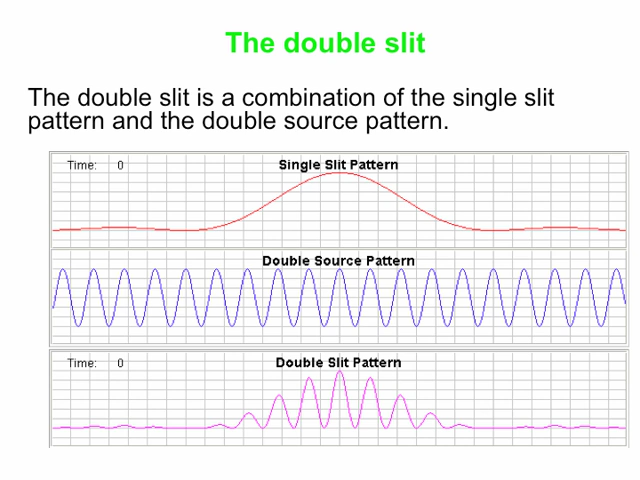 The double slit
The double slit is a combination of the single slit
pattern and the double source pattern.
Time: 0 Single Slit Pattern
Double Source Pattern
Time: 0 Double Slit Pattern